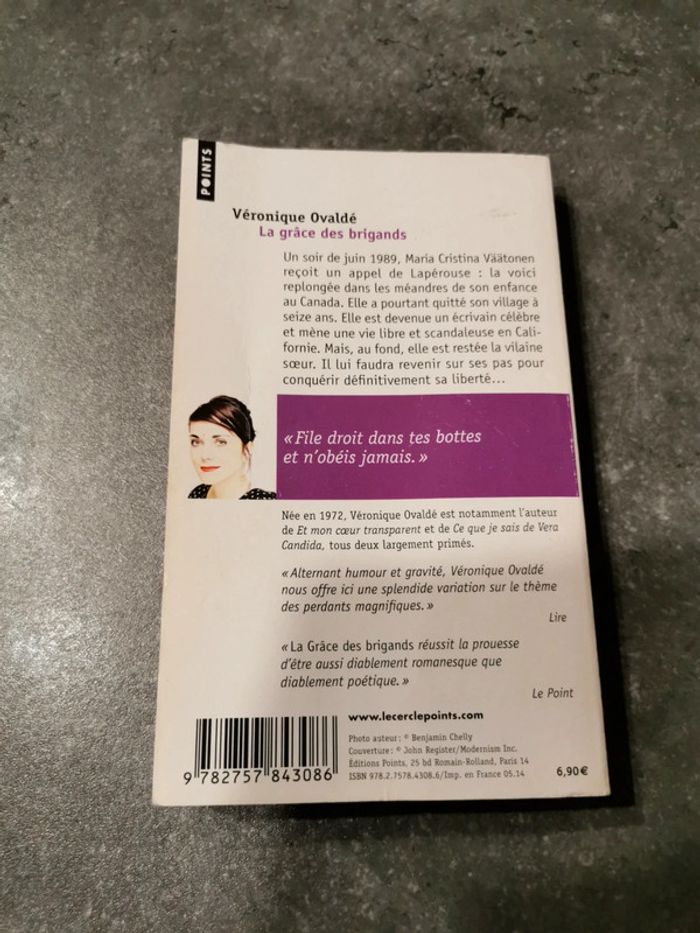 POINTS
Véronique Ovaldé
La grâce des brigands
Un soir de juin 1989, Maria Cristina Väätonen
reçoit un appel de Lapérouse : la voici
replongée dans les méandres de son enfance
au Canada. Elle a pourtant quitté son village à
seize ans. Elle est devenue un écrivain célèbre
et mène une vie libre et scandaleuse en Cali-
fornie. Mais, au fond, elle est restée la vilaine
sœur. Il lui faudra revenir sur ses pas pour
conquérir définitivement sa liberté...
« File droit dans tes bottes
et n'obéis jamais. »
Née en 1972, Véronique Ovaldé est notamment l'auteur
de Et mon cœur transparent et de Ce que je sais de Vera
Candida, tous deux largement primés.
« Alternant humour et gravité, Véronique Ovaldé
nous offre ici une splendide variation sur le thème
des perdants magnifiques. »
Lire
« La Grâce des brigands réussit la prouesse
d'être aussi diablement romanesque que
diablement poétique. »
Le Point
www.lecerclepoints.com
Photo auteur : © Benjamin Chelly
Couverture : © John Register/Modernism Inc.
Éditions Points, 25 bd Romain-Rolland, Paris 14
ISBN 978.2.7578.4308.6/Imp. en France 05.14
6,90 €
9 782757 843086